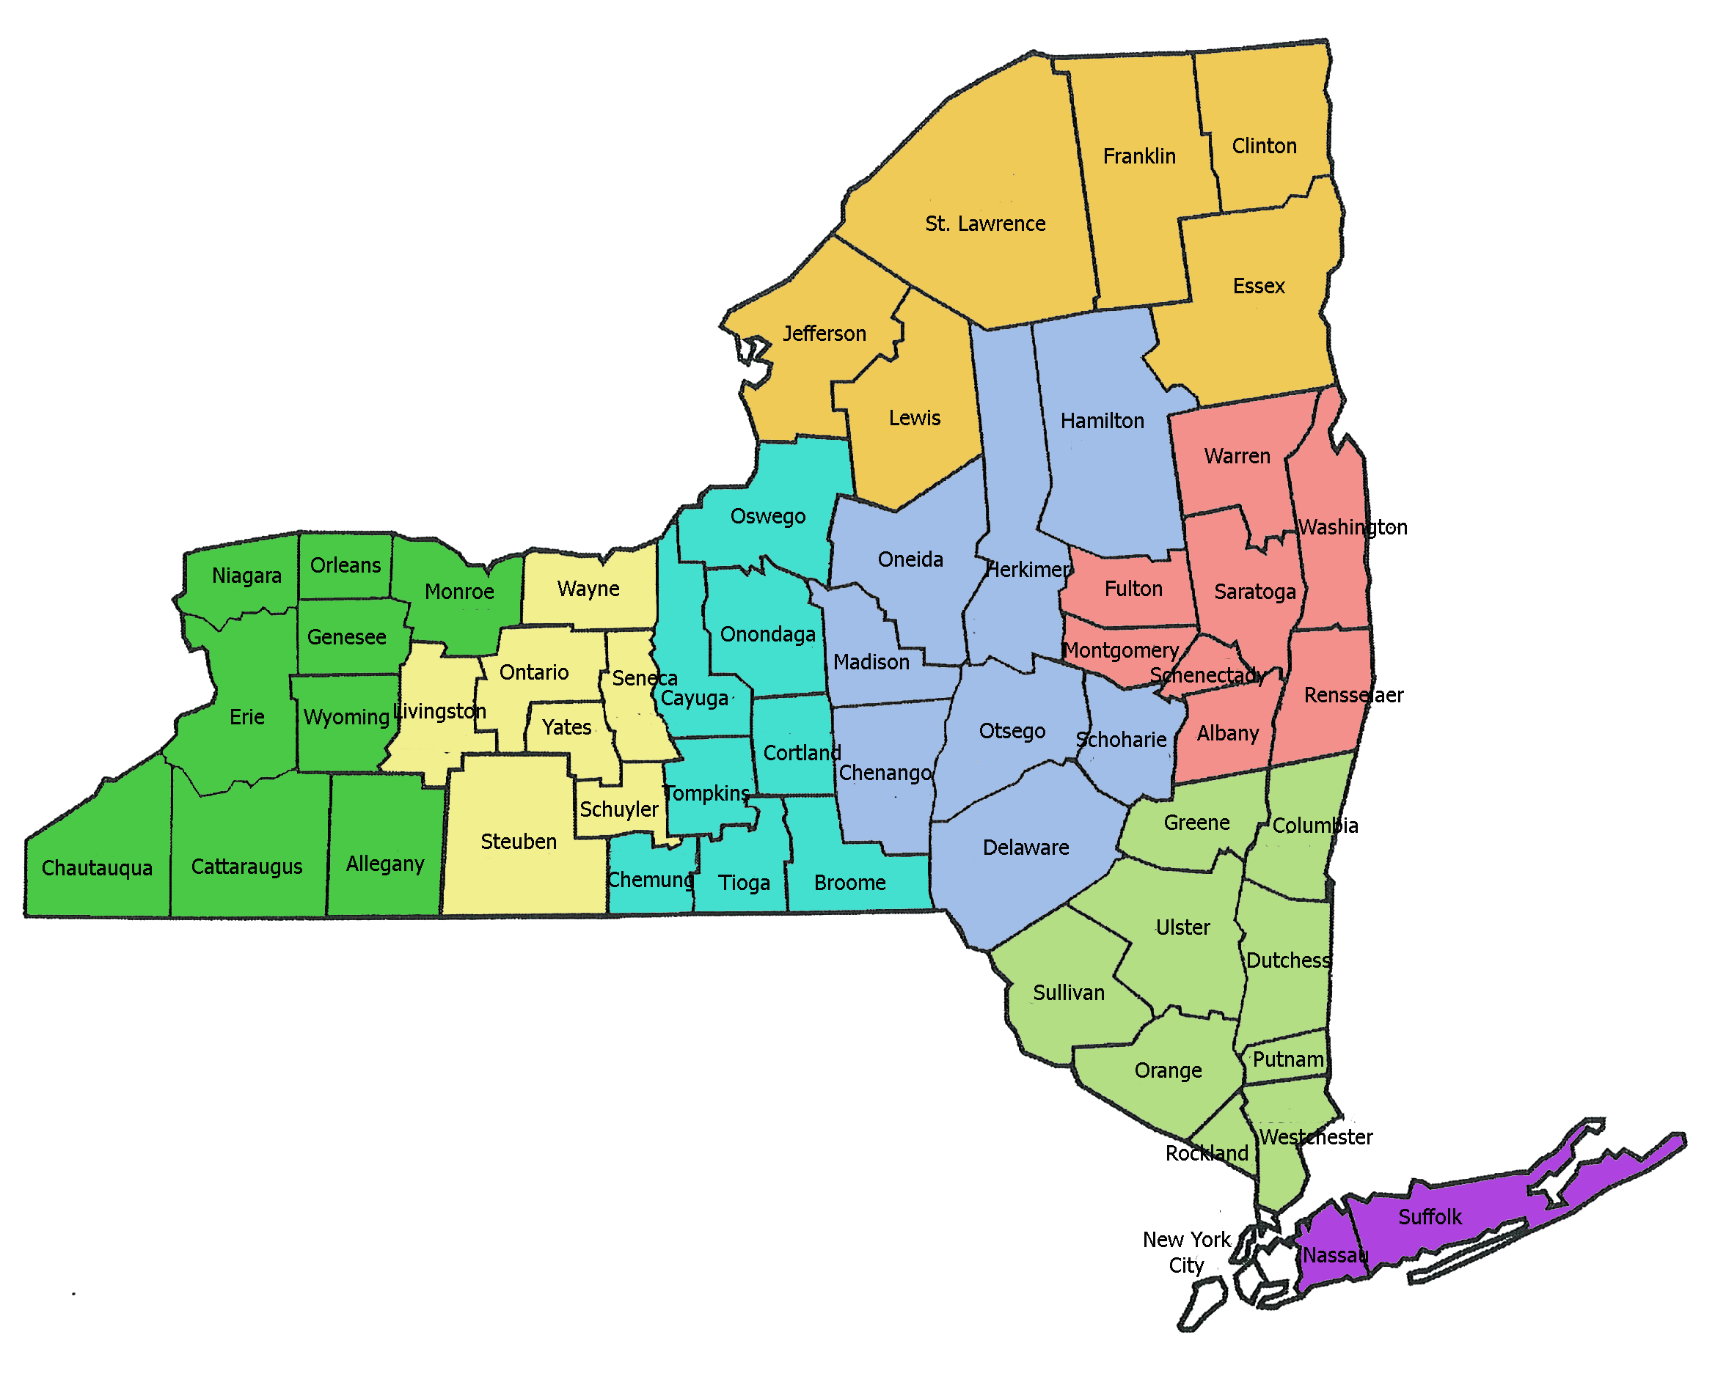 Clinton
Franklin
St. Lawrence
Essex
Jefferson
Lewis
Hamilton
Warren
Oswego
Washington
Oneida
Herkimer
Orleans
Niagara
Wayne
Fulton
Monroe
Saratoga
Onondaga
Genesee
Montgomery
Madison
Ontario
Seneca
Schenectady
Rensselaer
Cayuga
Livingston
Erie
Wyoming
Yates
Otsego
Albany
Schoharie
Cortland
Chenango
Tompkins
Schuyler
Greene
Columbia
Steuben
Delaware
Chautauqua
Cattaraugus
Allegany
Chemung
Tioga
Broome
Ulster
Dutchess
Sullivan
Putnam
Orange
Westchester
Rockland
Suffolk
New York
City
Nassau